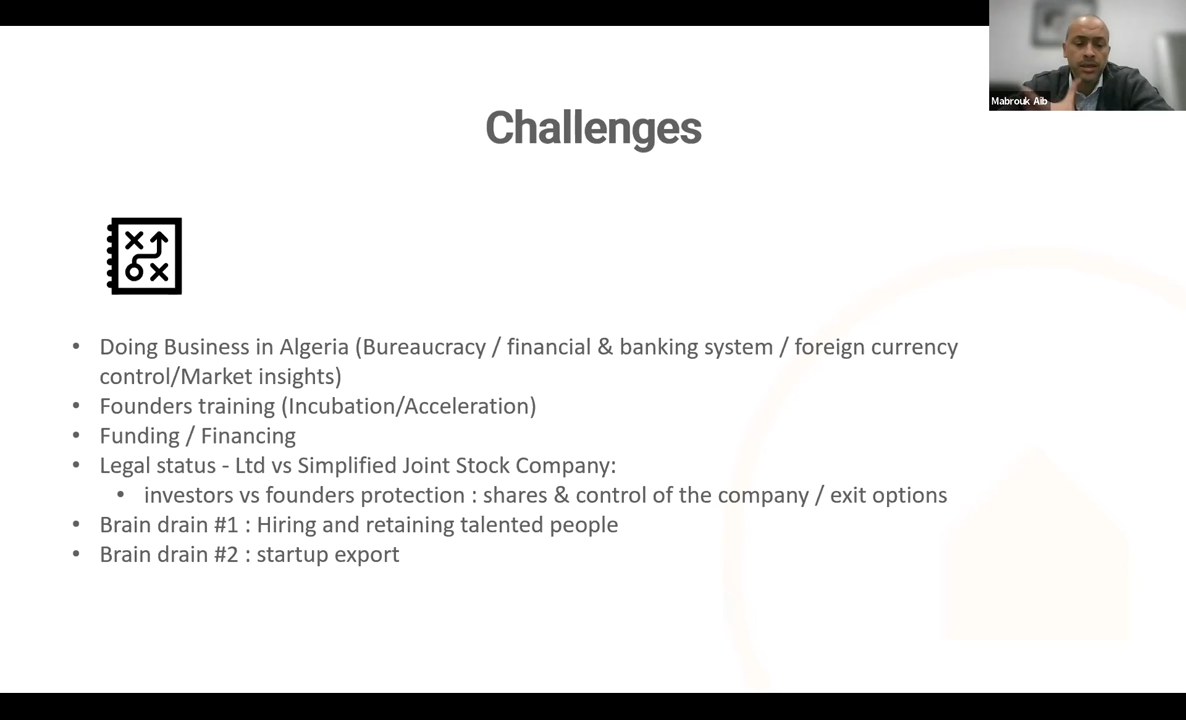 Mabrouk Aib
Challenges
• Doing Business in Algeria (Bureaucracy / financial & banking system / foreign currency
control/Market insights)
• Founders training (Incubation/Acceleration)
• Funding / Financing
• Legal status - Ltd vs Simplified Joint Stock Company:
• investors vs founders protection : shares & control of the company / exit options
• Brain drain #1 : Hiring and retaining talented people
• Brain drain #2 : startup export